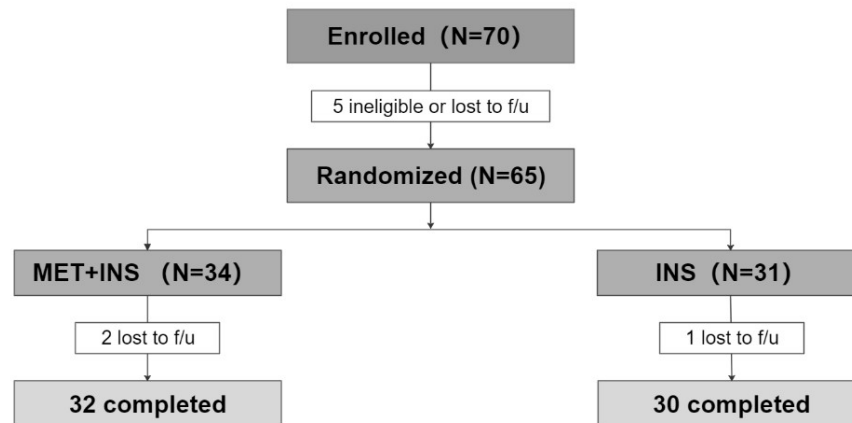 Enrolled (N=70)
5 ineligible or lost to f/u
Randomized (N=65)
MET+INS (N=34)
INS (N=31)
2 lost to f/u
1 lost to f/u
32 completed
30 completed